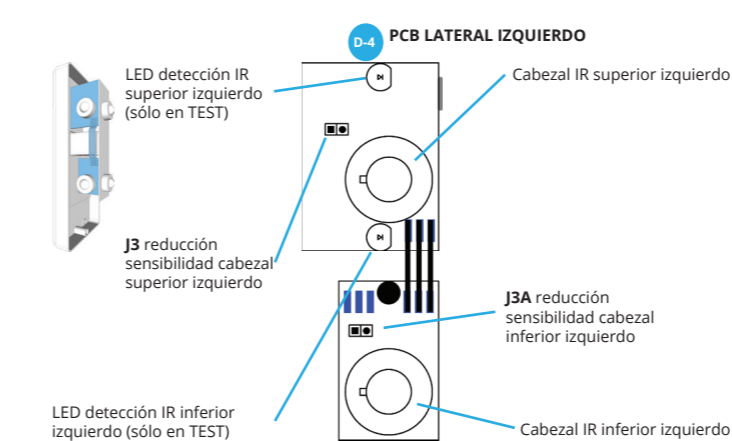 D-4 PCB LATERAL IZQUIERDO
LED detección IR
superior izquierdo
(sólo en TEST)
Cabezal IR superior izquierdo
J3 reducción
sensibilidad cabezal
superior izquierdo
J3A reducción
sensibilidad cabezal
inferior izquierdo
LED detección IR inferior
izquierdo (sólo en TEST)
Cabezal IR inferior izquierdo